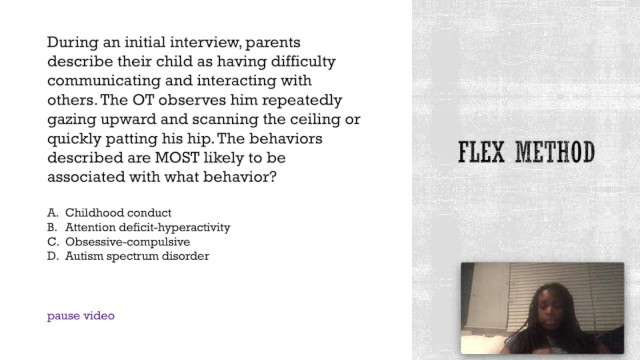 During an initial interview, parents
describe their child as having difficulty
communicating and interacting with
others. The OT observes him repeatedly
gazing upward and scanning the ceiling or
quickly patting his hip. The behaviors
described are MOST likely to be
associated with what behavior?
A. Childhood conduct
B. Attention deficit-hyperactivity
C. Obsessive-compulsive
D. Autism spectrum disorder
pause video
FLEX METHOD